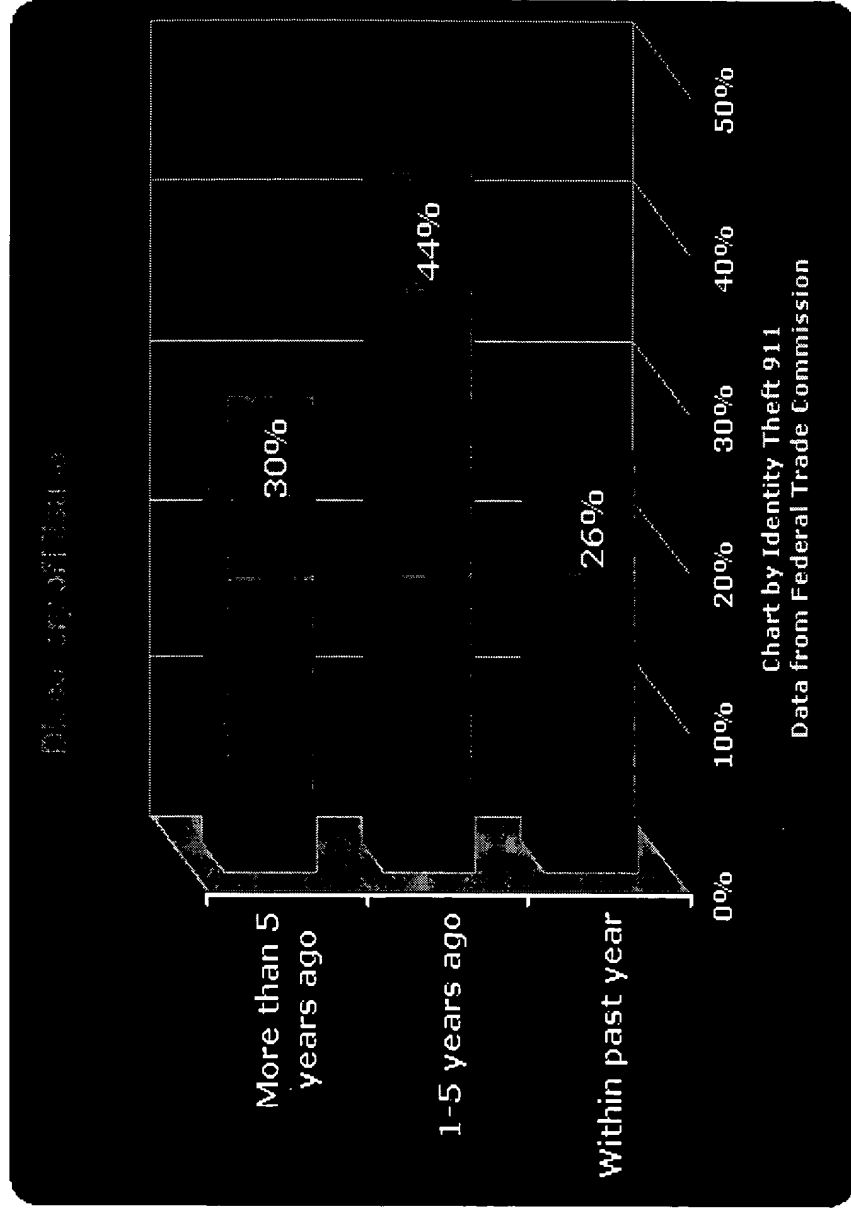 More than 5
years ago
30%
1-5 years ago
44%
Within past year
26%
0%
10%
20%
30%
40%
50%
Chart by Identity Theft 911
Data from Federal Trade Commission